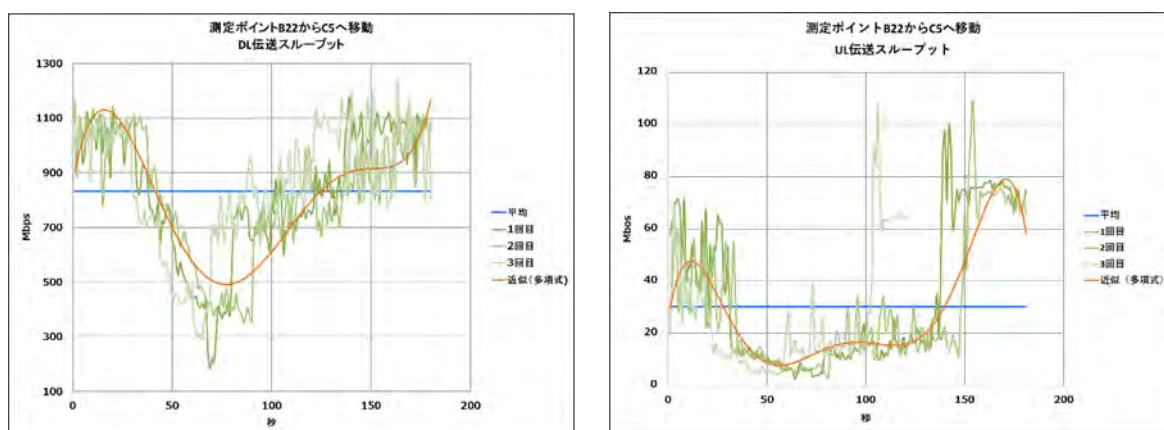 測定ポイントB22からC5へ移動
DL伝送スループット
1300
1100
900
700
500
300
100
Mbps
0
50
100
150
200
秒
平均
1回目
2回目
3回目
近似(多項式)
測定ポイントB22からC5へ移動
UL伝送スループット
120
100
80
60
40
20
0
Mbps
0
50
100
150
200
秒
平均
1回目
2回目
3回目
近似 (多項式)